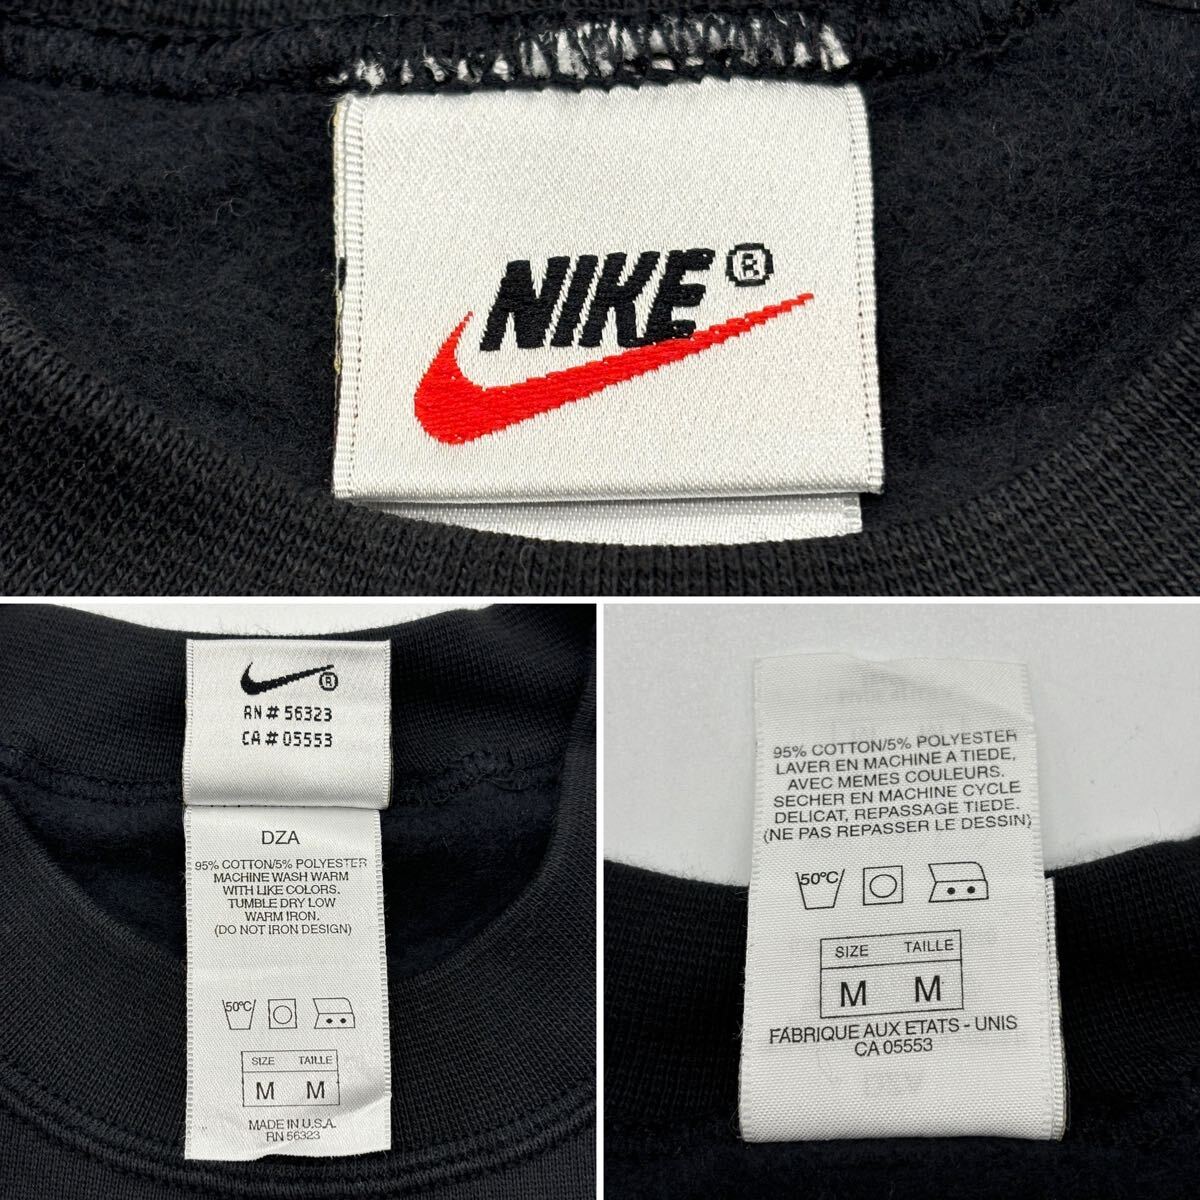 NIKE®
®
RN # 56323
CA # 05553
DZA
95% COTTON/5% POLYESTER
MACHINE WASH WARM
WITH LIKE COLORS.
TUMBLE DRY LOW
WARM IRON.
(DO NOT IRON DESIGN)
50°C
SIZE TAILLE
M M
MADE IN U.S.A.
RN 56323
95% COTTON/5% POLYESTER
LAVER EN MACHINE A TIEDE,
AVEC MEMES COULEURS.
SECHER EN MACHINE CYCLE
DELICAT, REPASSAGE TIEDE.
(NE PAS REPASSER LE DESSIN)
50°C
SIZE TAILLE
M M
FABRIQUE AUX ETATS - UNIS
CA 05553